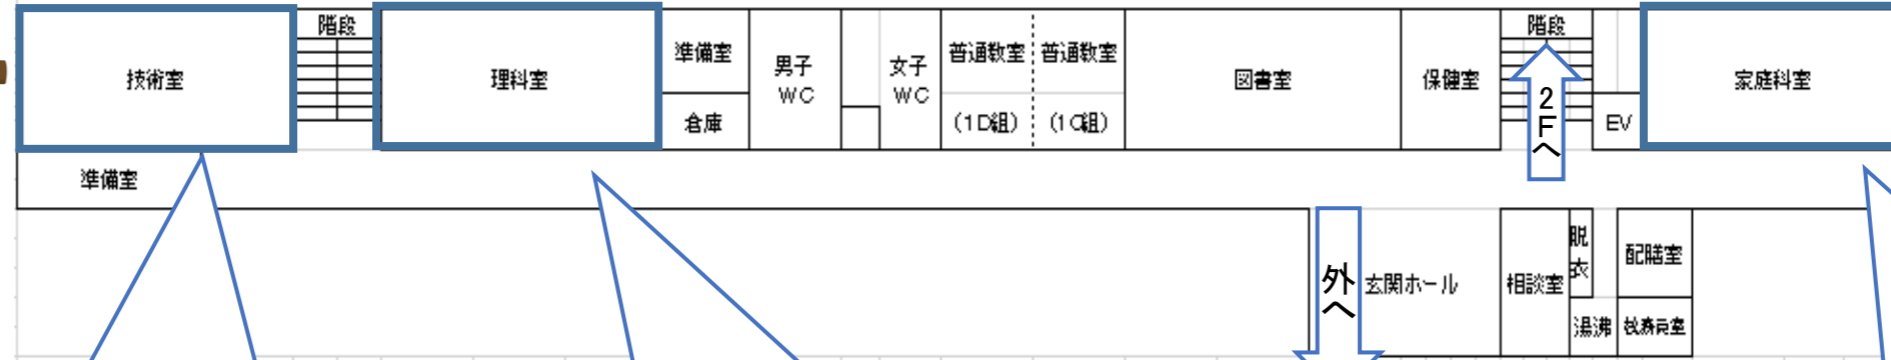 技術室
階段
理科室
準備室
倉庫
男子
WC
女子
WC
普通教室
(1D組)
普通教室
(1C組)
図書室
保健室
階段
2Fへ
EV
家庭科室
準備室
外へ
玄関ホール
相談室
脱衣
湯沸
配膳室
校務員室